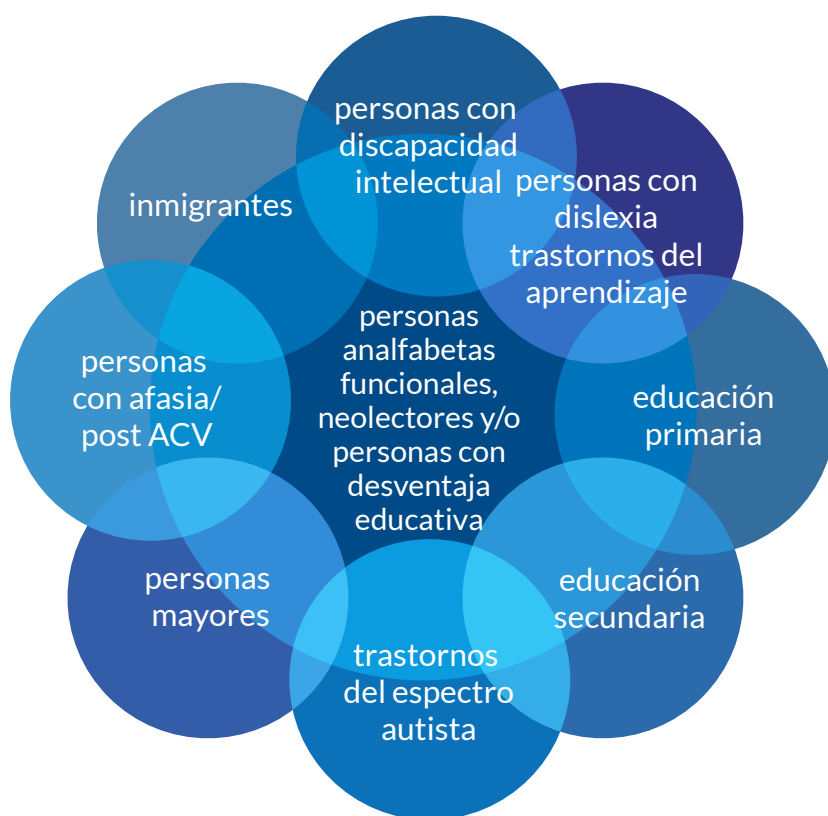 personas con
discapacidad
intelectual
personas con
dislexia
trastornos del
aprendizaje
educación
primaria
educación
secundaria
trastornos
del espectro
autista
personas
mayores
personas
con afasia/
post ACV
inmigrantes
personas
analfabetas
funcionales,
neolectores y/o
personas con
desventaja
educativa